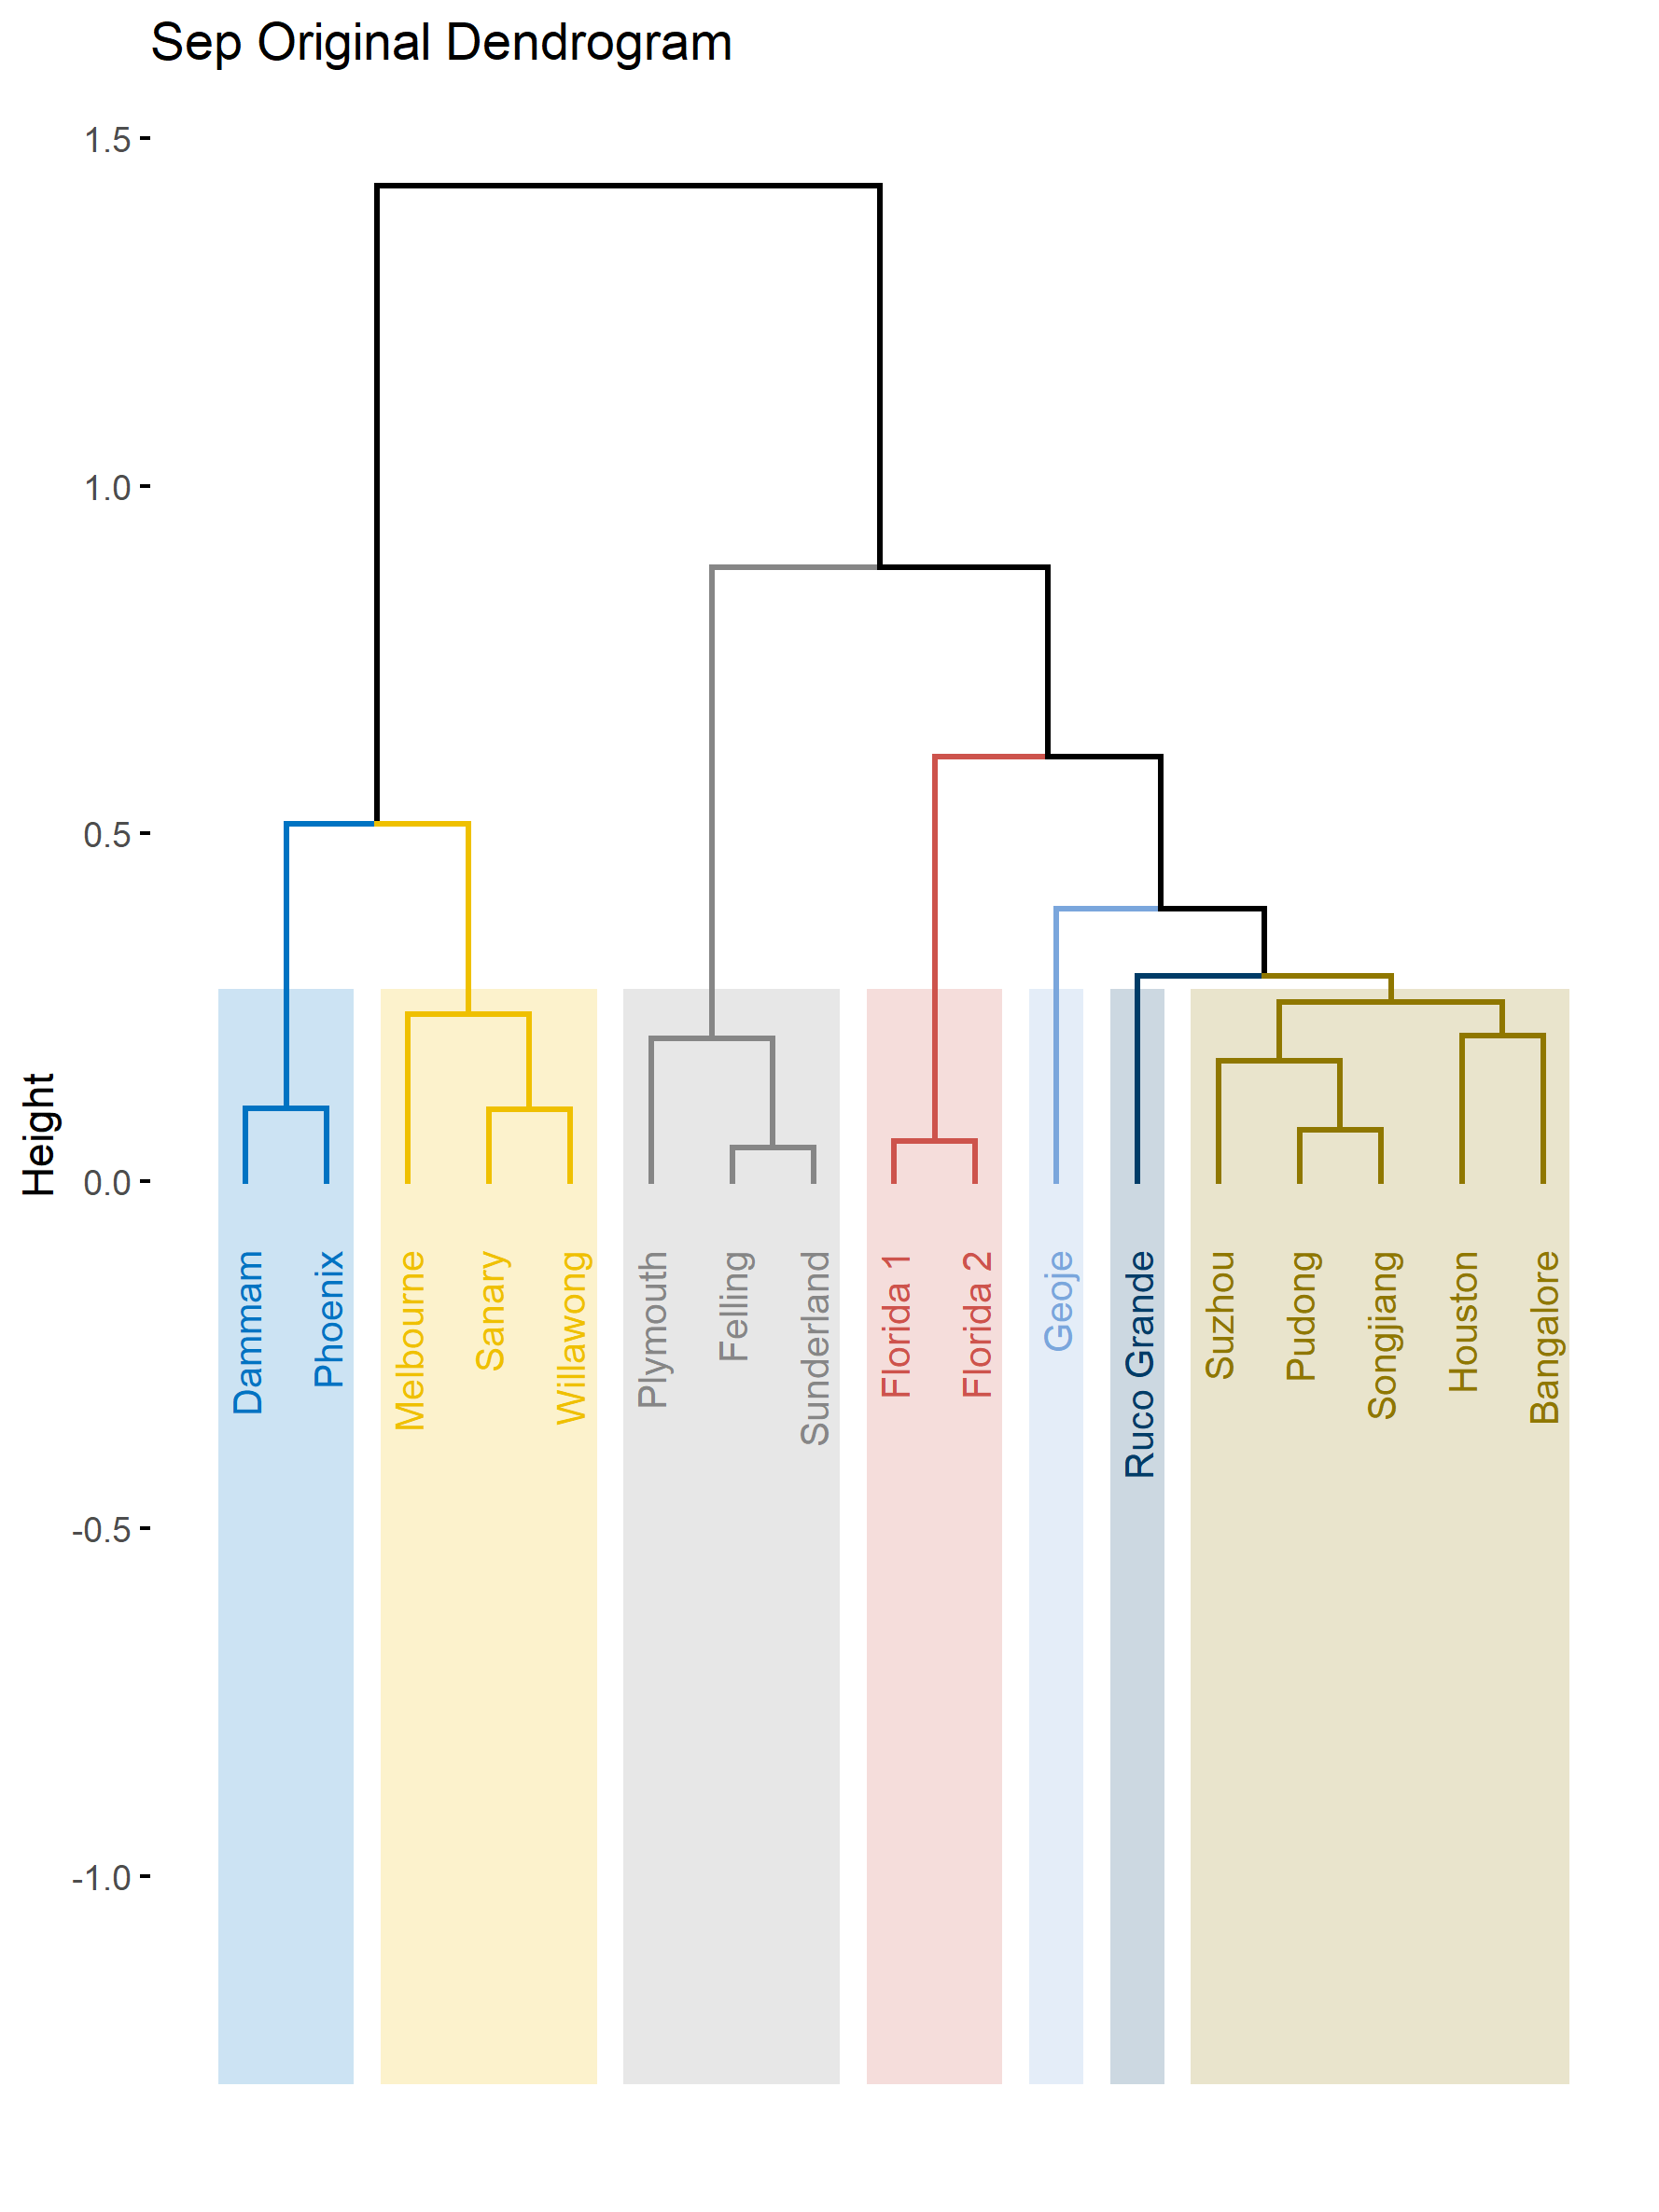 Sep Original Dendrogram
1.5
1.0
0.5
0.0
-0.5
-1.0
Height
Dammam
Phoenix
Melbourne
Sanary
Willawong
Plymouth
Felling
Sunderland
Florida 1
Florida 2
Geoje
Ruco Grande
Suzhou
Pudong
Songjiang
Houston
Bangalore